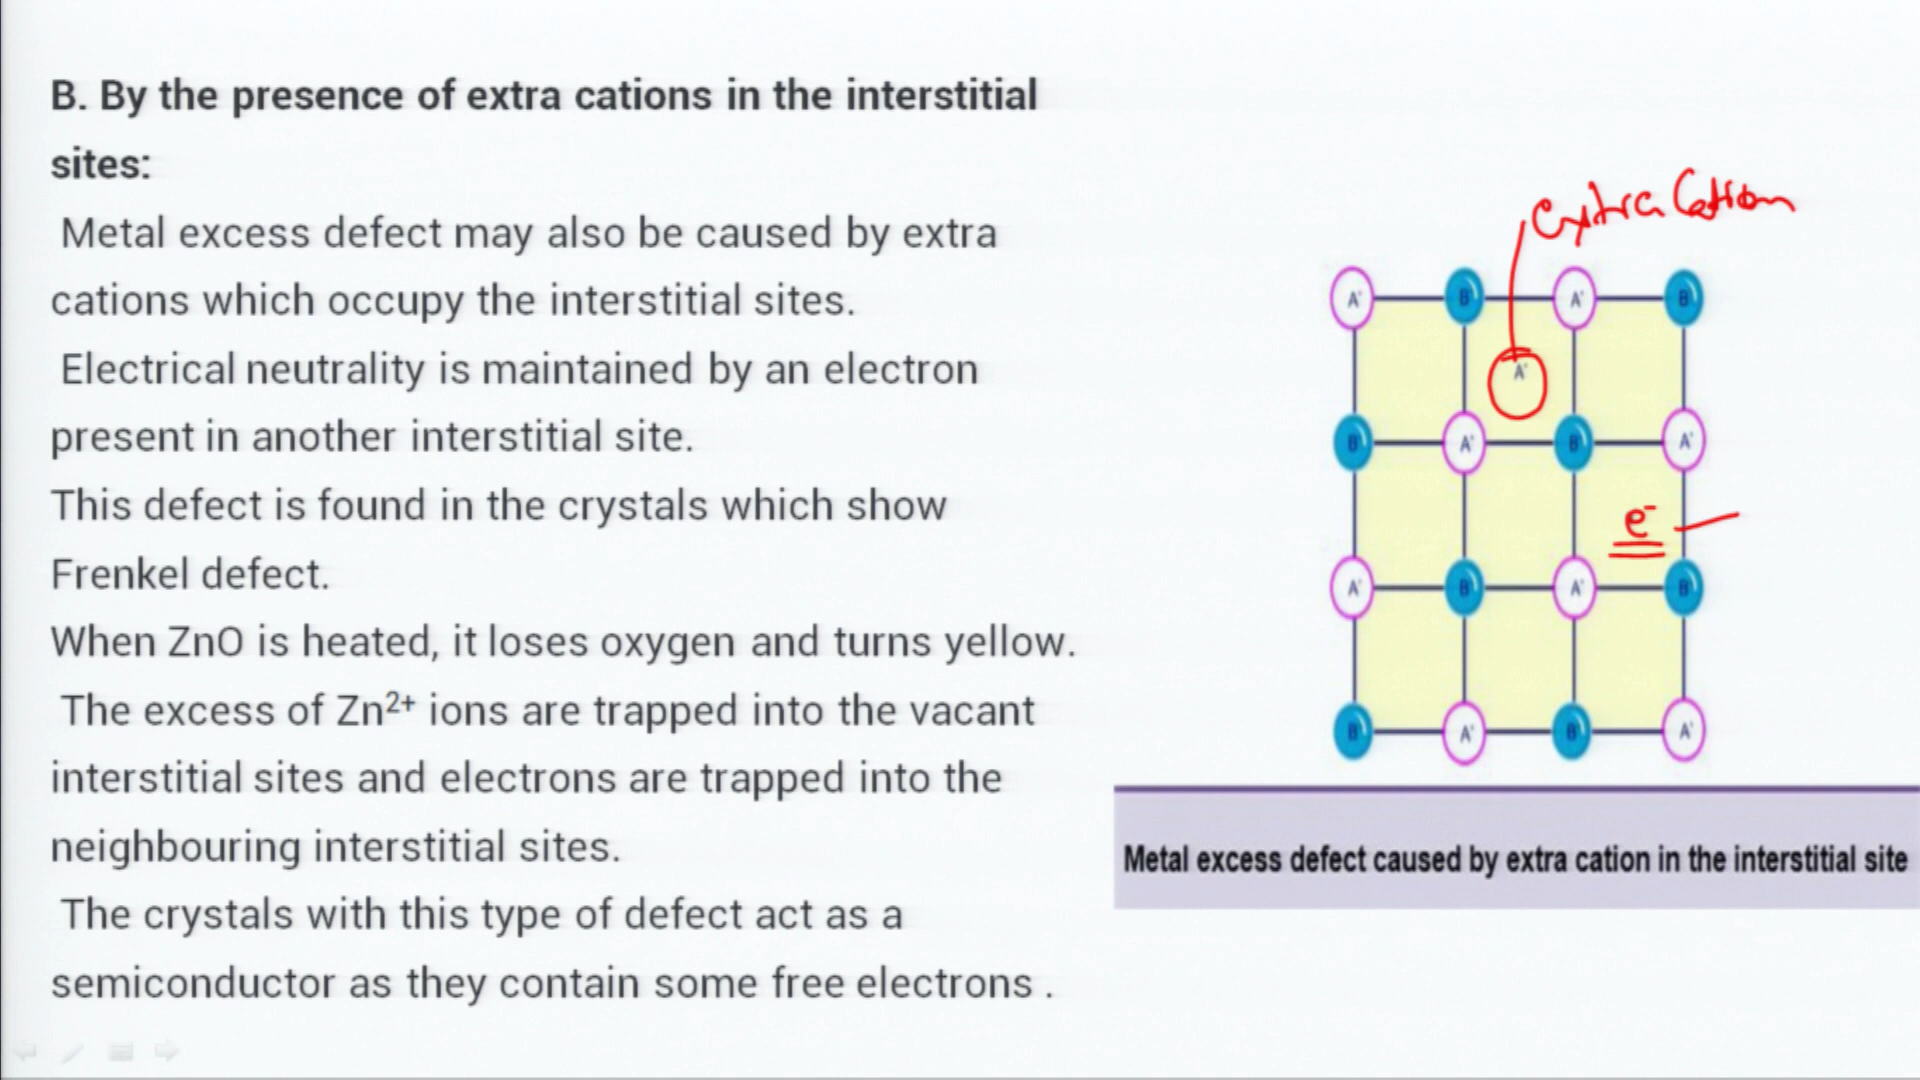 B. By the presence of extra cations in the interstitial
sites:
Metal excess defect may also be caused by extra
cations which occupy the interstitial sites.
Electrical neutrality is maintained by an electron
present in another interstitial site.
This defect is found in the crystals which show
Frenkel defect.
When ZnO is heated, it loses oxygen and turns yellow.
The excess of Zn²⁺ ions are trapped into the vacant
interstitial sites and electrons are trapped into the
neighbouring interstitial sites.
The crystals with this type of defect act as a
semiconductor as they contain some free electrons .
extra Cation
A⁺ B⁻ A⁺ B⁻
A⁺
B⁻ A⁺ B⁻ A⁺
e⁻
A⁺ B⁻ A⁺ B⁻
B⁻ A⁺ B⁻ A⁺
Metal excess defect caused by extra cation in the interstitial site